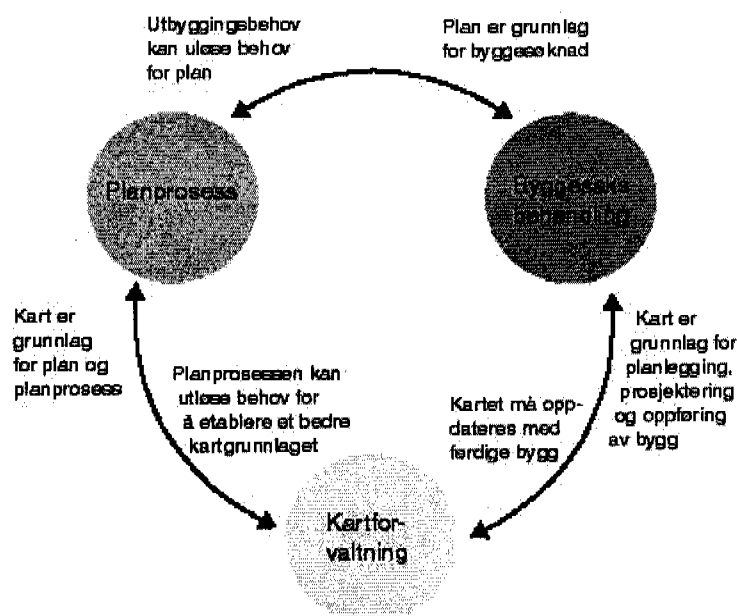 Utbyggingsbehov
kan utløse behov
for plan
Plan er grunnlag
for byggesøknad
Planprosess
Byggesaks
behandling
Kart er
grunnlag
for plan og
planprosess
Planprosessen kan
utløse behov for
å etablere et bedre
kartgrunnlaget
Kartet må opp-
dateres med
ferdige bygg
Kart er
grunnlag for
planlegging,
prosjektering
og oppføring
av bygg
Kartfor-
valtning